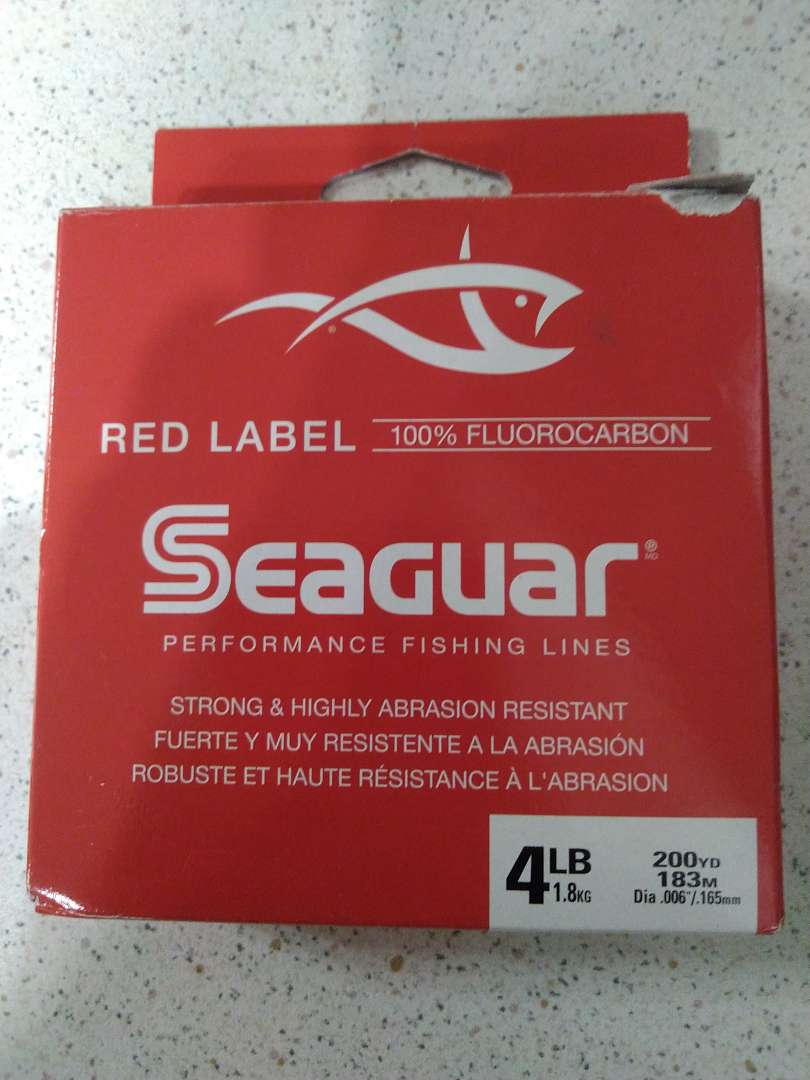 RED LABEL 100% FLUOROCARBON
SEAGUAR®
MD
PERFORMANCE FISHING LINES
STRONG & HIGHLY ABRASION RESISTANT
FUERTE Y MUY RESISTENTE A LA ABRASIÓN
ROBUSTE ET HAUTE RÉSISTANCE À L'ABRASION
4LB 200YD
1.8KG 183M
Dia .006"/.165mm